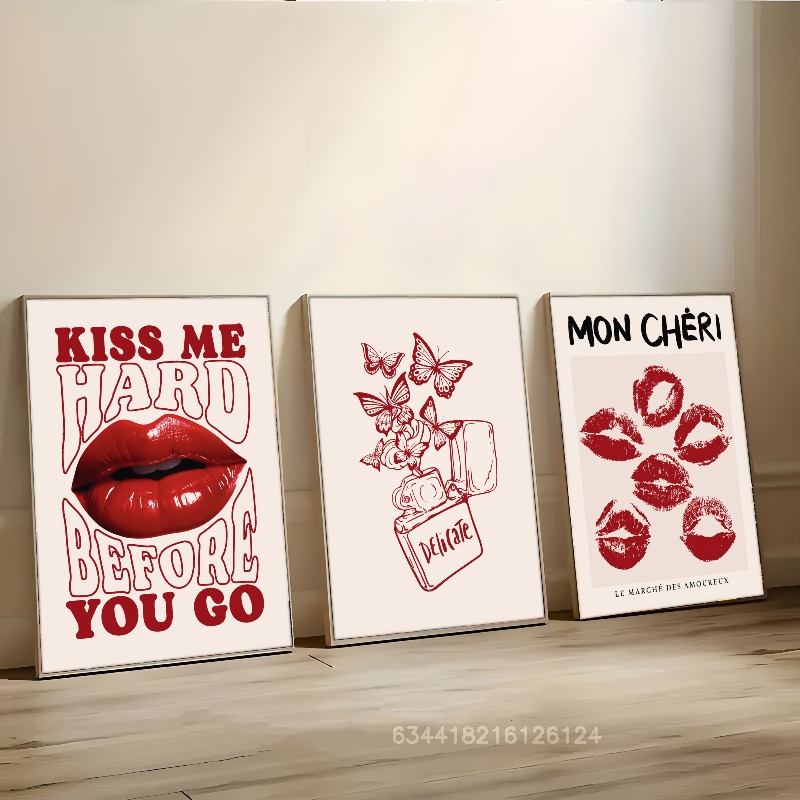 KISS ME
HARD
BEFORE
YOU GO
DELICATE
MON CHÉRI
LE MARCHÉ DES AMOUREUX
634418216126124